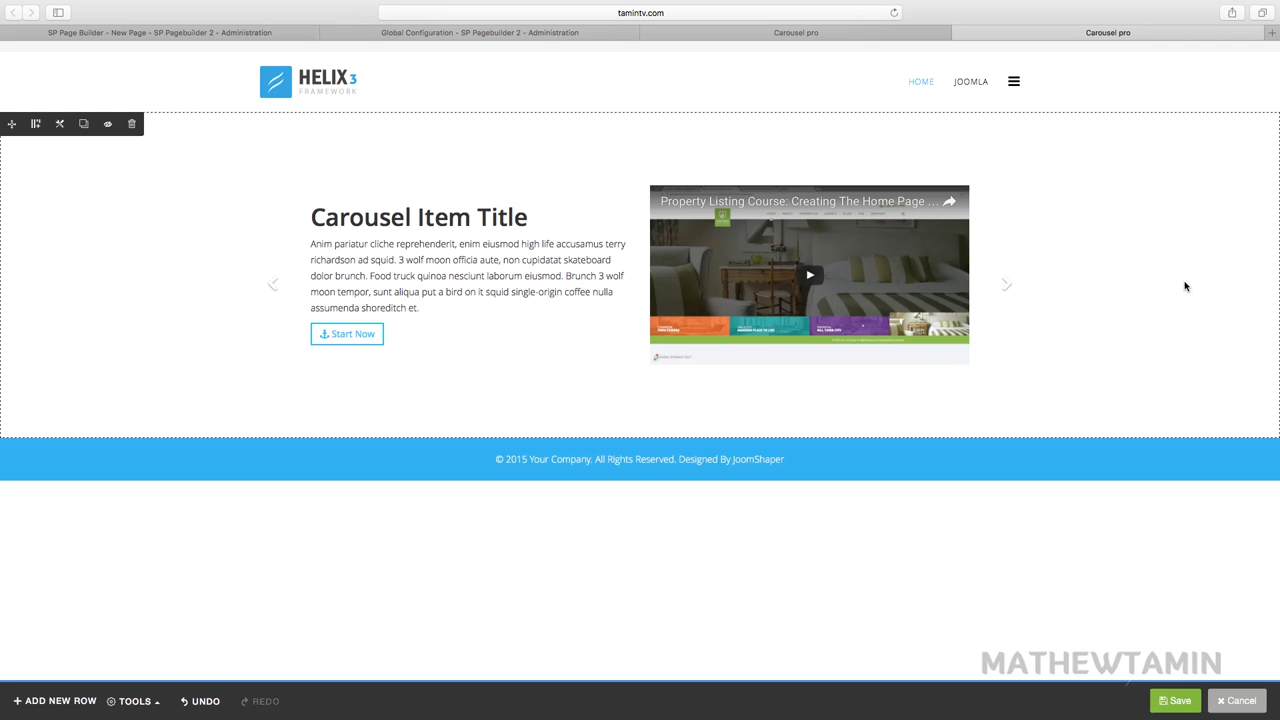 tamintv.com
SP Page Builder - New Page - SP Pagebuilder 2 - Administration
Global Configuration - SP Pagebuilder 2 - Administration
Carousel pro
Carousel pro
HELIX3
FRAMEWORK
HOME
JOOMLA
Carousel Item Title
Anim pariatur cliche reprehenderit, enim eiusmod high life accusamus terry
richardson ad squid. 3 wolf moon officia aute, non cupidatat skateboard
dolor brunch. Food truck quinoa nesciunt laborum eiusmod. Brunch 3 wolf
moon tempor, sunt aliqua put a bird on it squid single-origin coffee nulla
assumenda shoreditch et.
Start Now
Property Listing Course: Creating The Home Page ...
© 2015 Your Company. All Rights Reserved. Designed By JoomShaper
MATHEWTAMIN
ADD NEW ROW
TOOLS
UNDO
REDO
Save
Cancel